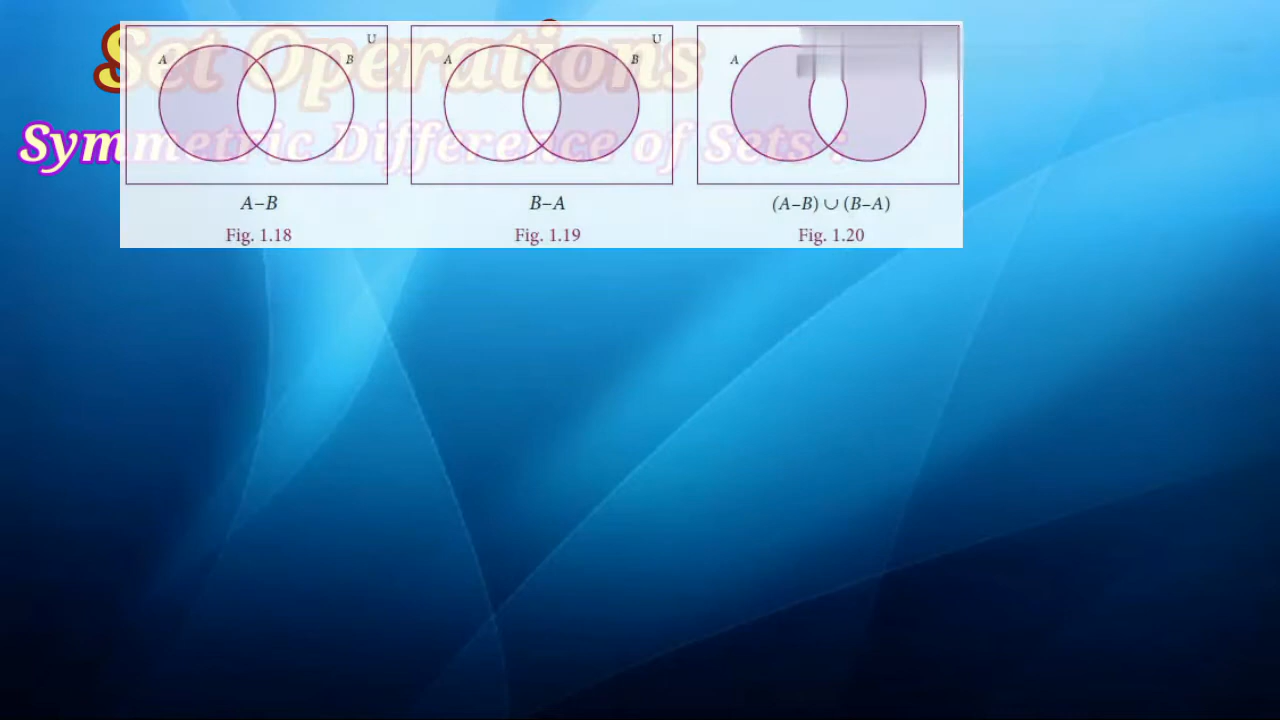 Set Operations
Symmetric Difference of Sets :
U
A
B
U
A
B
A
A–B
B–A
(A–B) ∪ (B–A)
Fig. 1.18
Fig. 1.19
Fig. 1.20